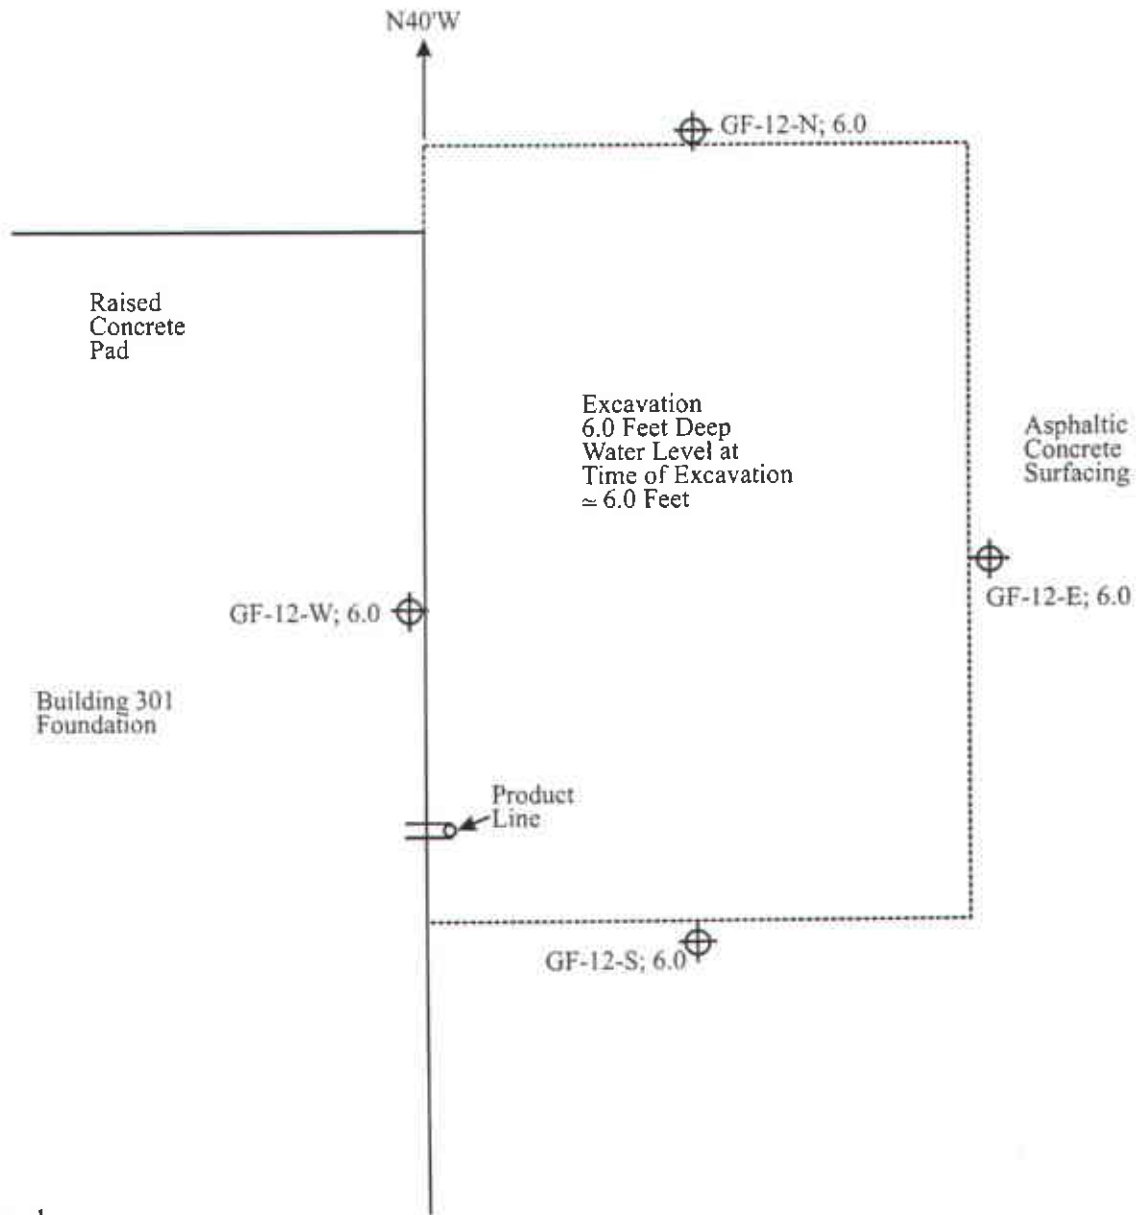 N40'W
GF-12-N; 6.0
Raised
Concrete
Pad
Excavation
6.0 Feet Deep
Water Level at
Time of Excavation
≃ 6.0 Feet
Asphaltic
Concrete
Surfacing
GF-12-E; 6.0
GF-12-W; 6.0
Building 301
Foundation
Product
Line
GF-12-S; 6.0